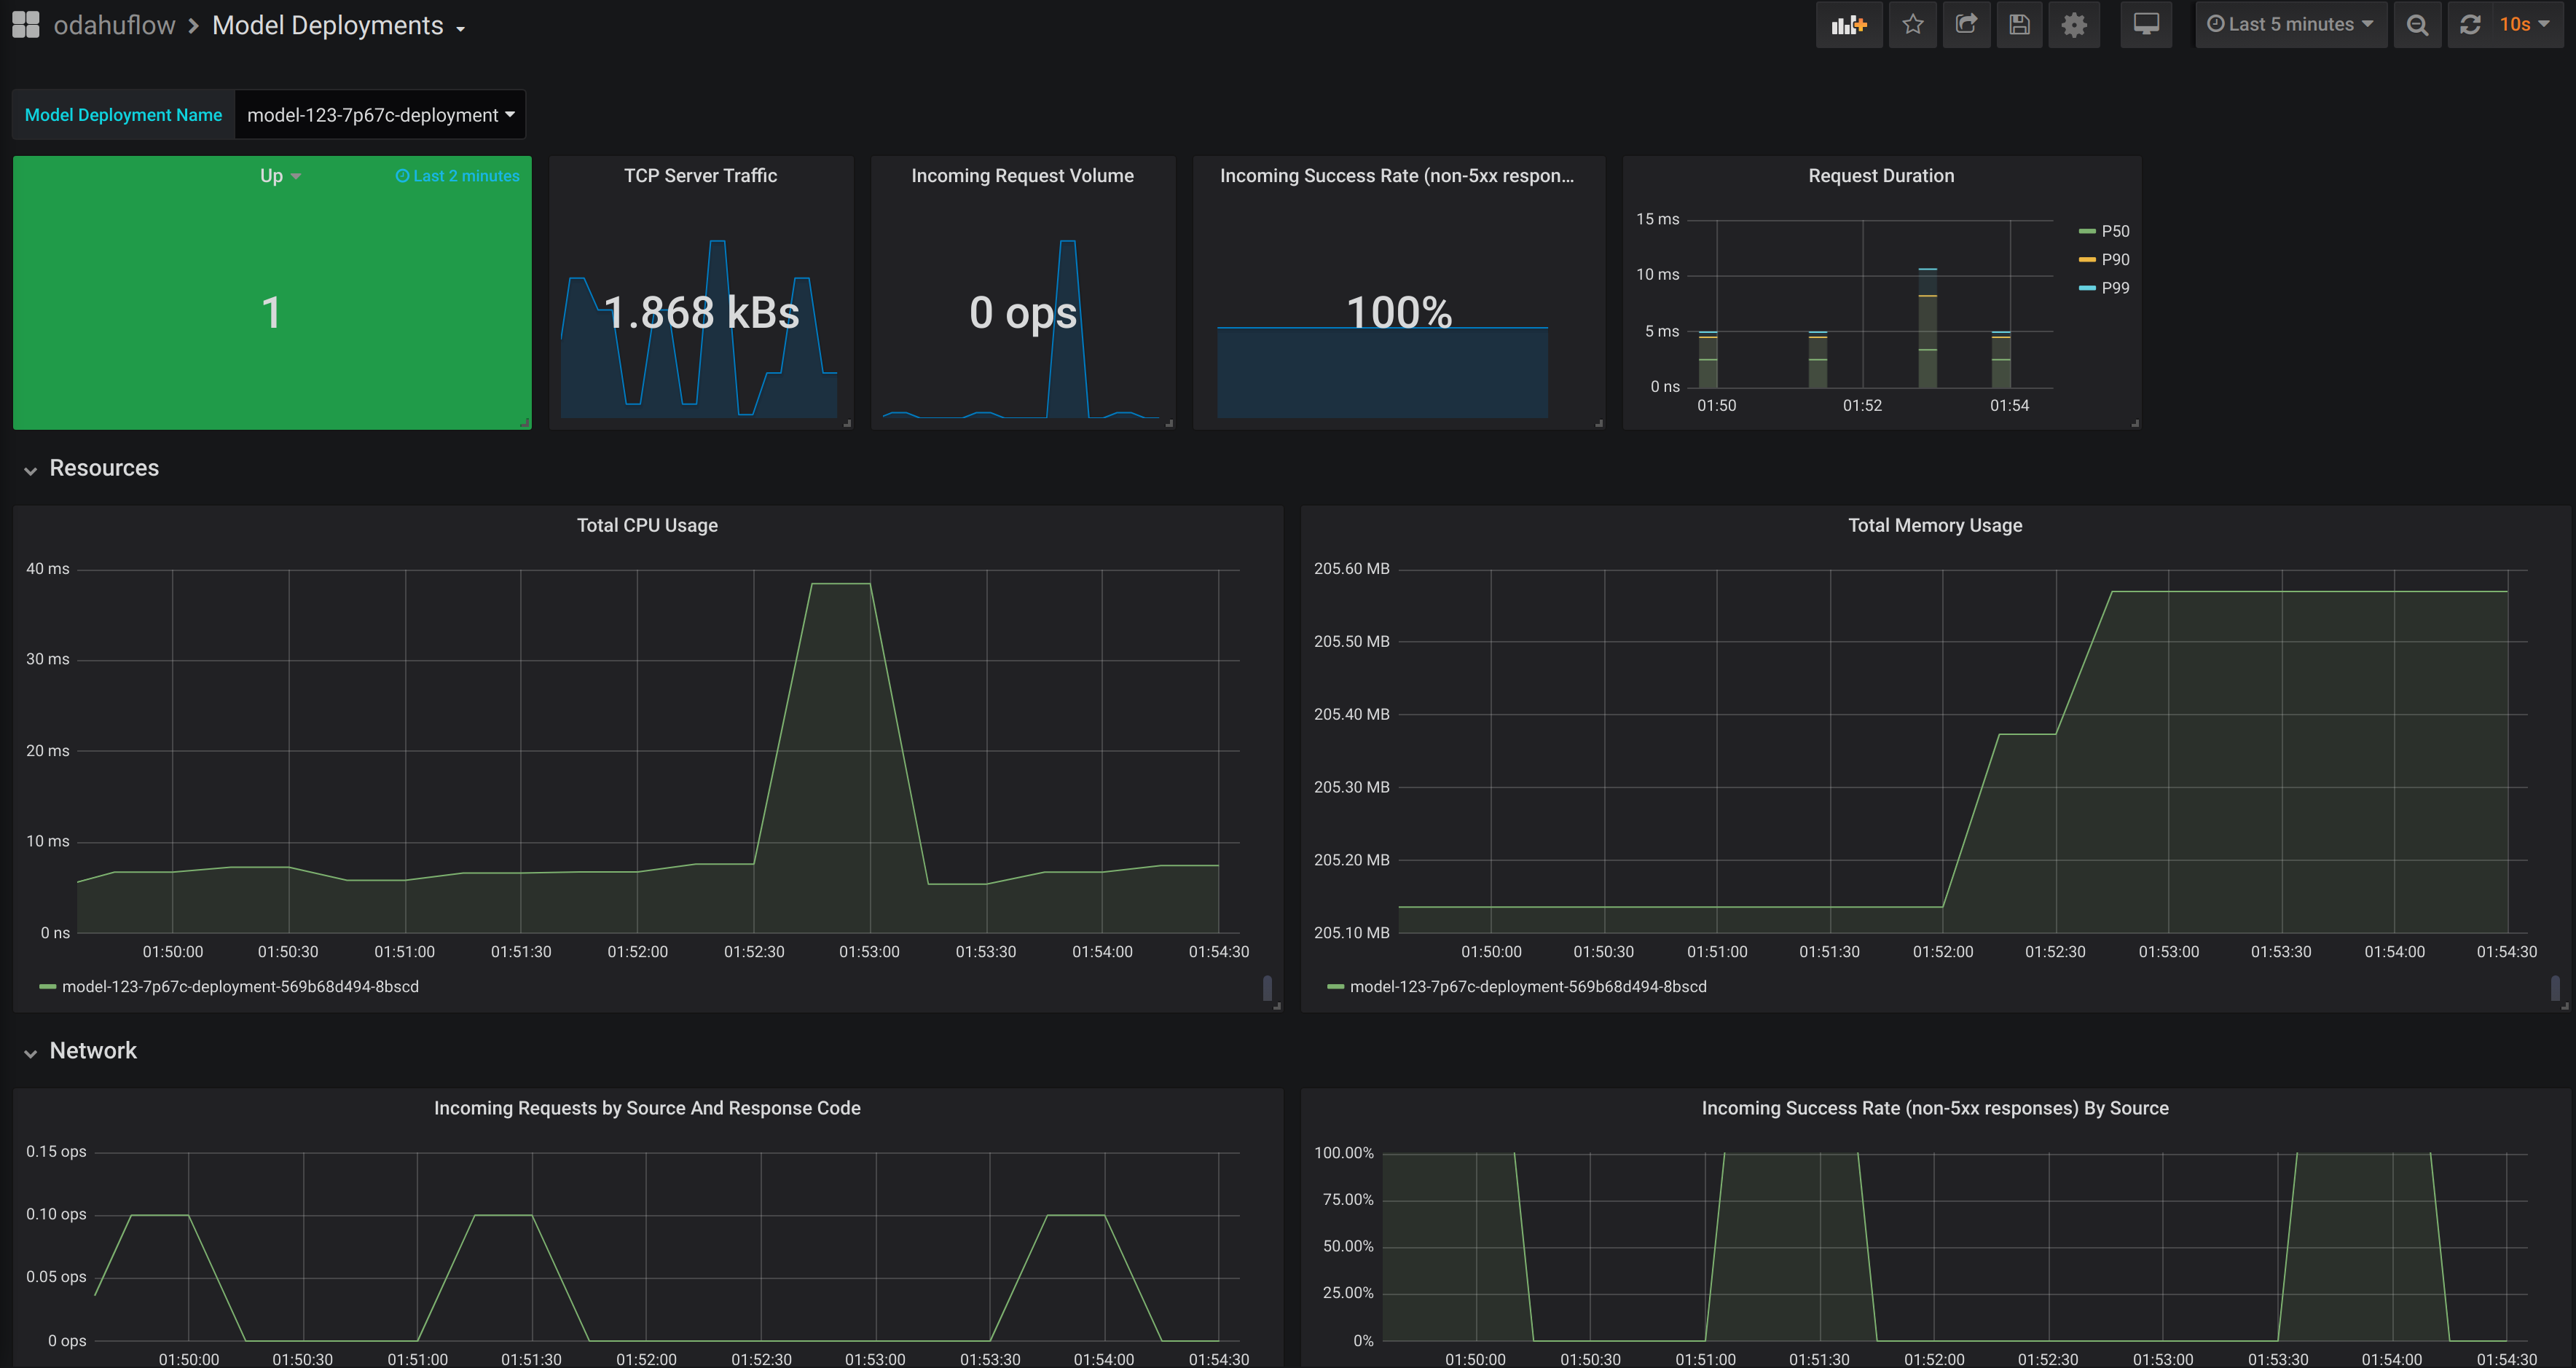 odahuflow > Model Deployments
Last 5 minutes
10s
Model Deployment Name
model-123-7p67c-deployment
Up
Last 2 minutes
1
TCP Server Traffic
1.868 kBs
Incoming Request Volume
0 ops
Incoming Success Rate (non-5xx respon...
100%
Request Duration
15 ms
10 ms
5 ms
0 ns
01:50 01:52 01:54
P50
P90
P99
Resources
Total CPU Usage
40 ms
30 ms
20 ms
10 ms
0 ns
01:50:00 01:50:30 01:51:00 01:51:30 01:52:00 01:52:30 01:53:00 01:53:30 01:54:00 01:54:30
model-123-7p67c-deployment-569b68d494-8bscd
Total Memory Usage
205.60 MB
205.50 MB
205.40 MB
205.30 MB
205.20 MB
205.10 MB
01:50:00 01:50:30 01:51:00 01:51:30 01:52:00 01:52:30 01:53:00 01:53:30 01:54:00 01:54:30
model-123-7p67c-deployment-569b68d494-8bscd
Network
Incoming Requests by Source And Response Code
0.15 ops
0.10 ops
0.05 ops
0 ops
01:50:00 01:50:30 01:51:00 01:51:30 01:52:00 01:52:30 01:53:00 01:53:30 01:54:00 01:54:30
Incoming Success Rate (non-5xx responses) By Source
100.00%
75.00%
50.00%
25.00%
0%
01:50:00 01:50:30 01:51:00 01:51:30 01:52:00 01:52:30 01:53:00 01:53:30 01:54:00 01:54:30